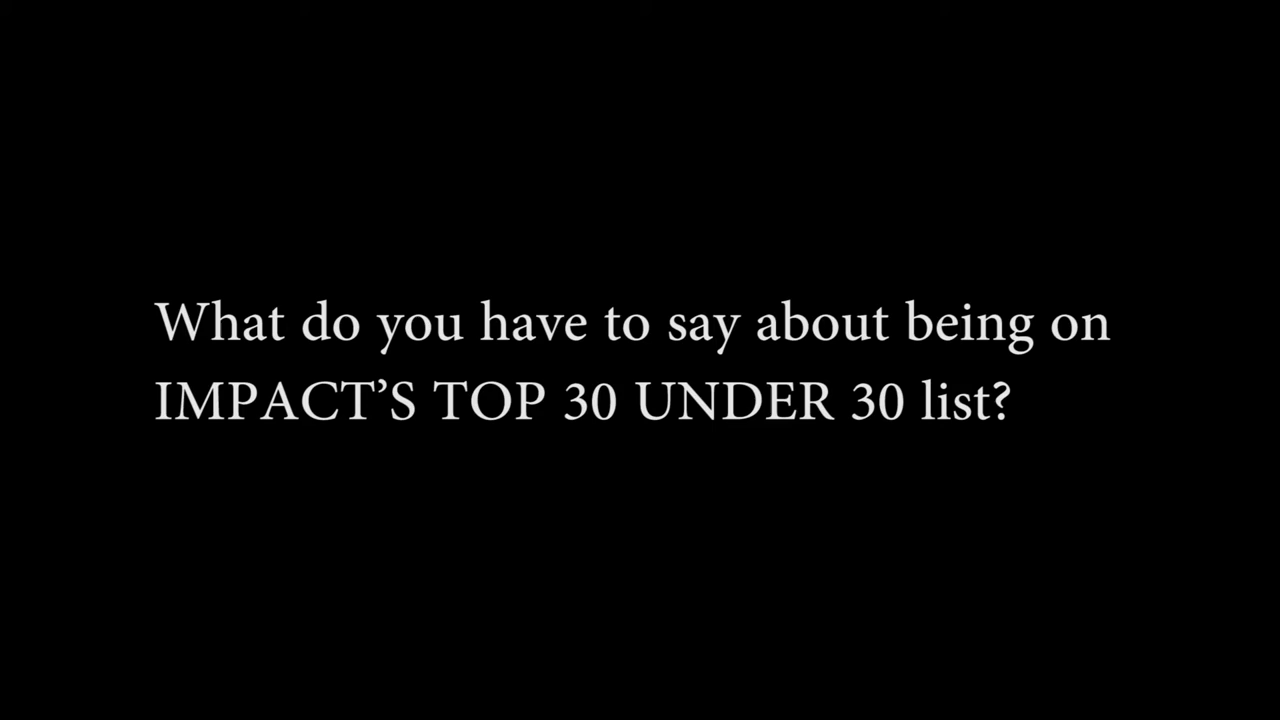 What do you have to say about being on
IMPACT’S TOP 30 UNDER 30 list?